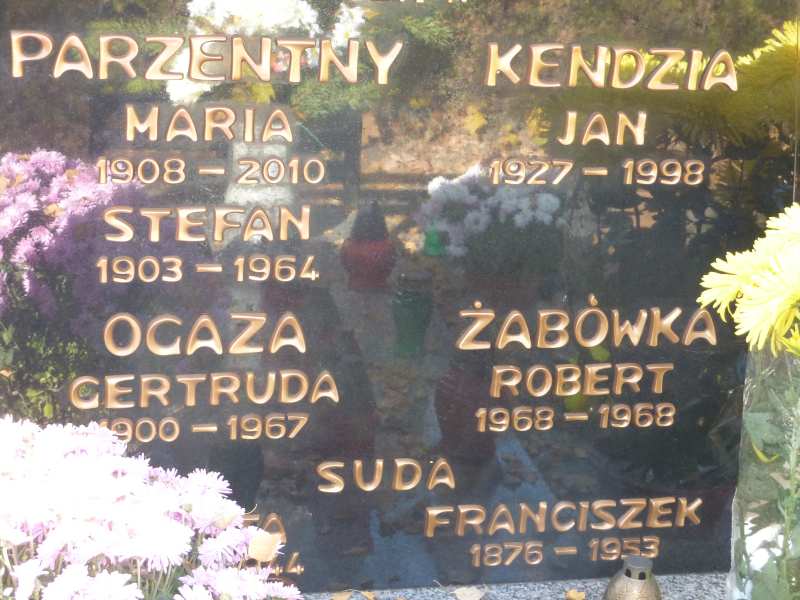 PARZENTNY
MARIA
1908 – 2010
STEFAN
1903 – 1964
KENDZIA
JAN
1927 – 1998
OGAZA
GERTRUDA
1900 – 1967
ŻABÓWKA
ROBERT
1968 – 1968
SUDA
FRANCISZEK
1876 – 1953